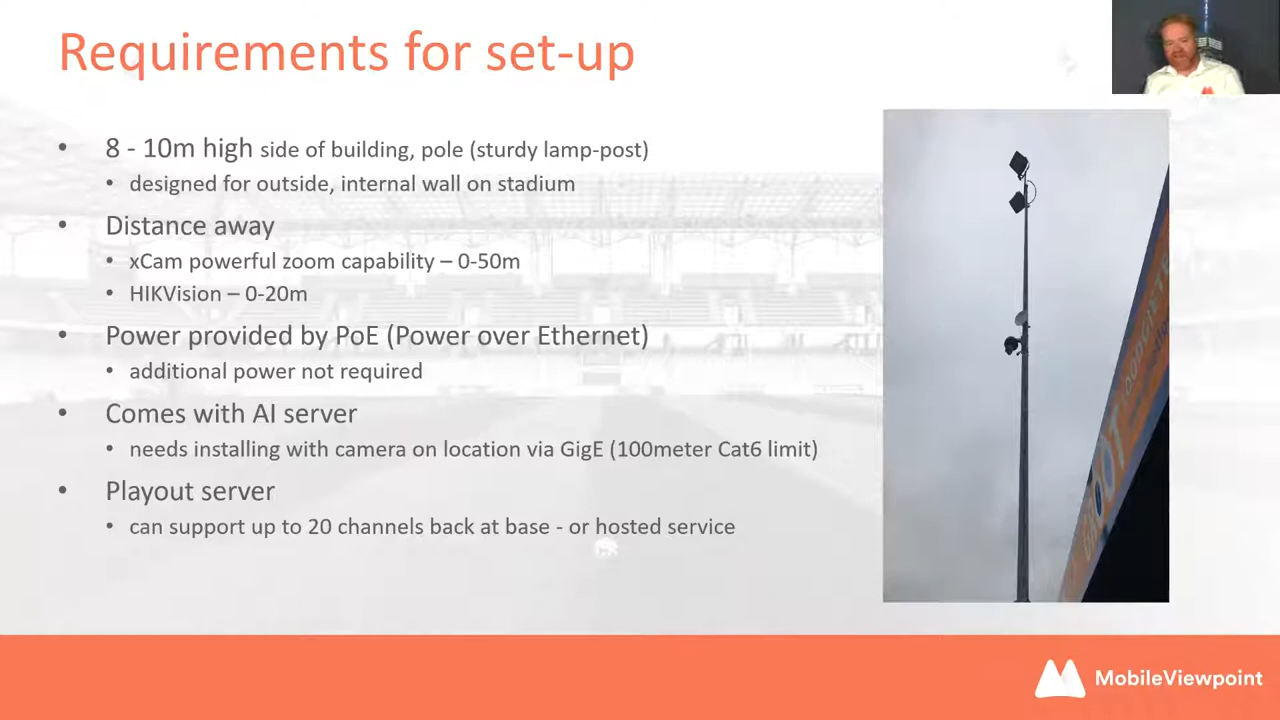 Requirements for set-up
• 8 - 10m high side of building, pole (sturdy lamp-post)
• designed for outside, internal wall on stadium
• Distance away
• xCam powerful zoom capability – 0-50m
• HIKVision – 0-20m
• Power provided by PoE (Power over Ethernet)
• additional power not required
• Comes with AI server
• needs installing with camera on location via GigE (100meter Cat6 limit)
• Playout server
• can support up to 20 channels back at base - or hosted service
MobileViewpoint